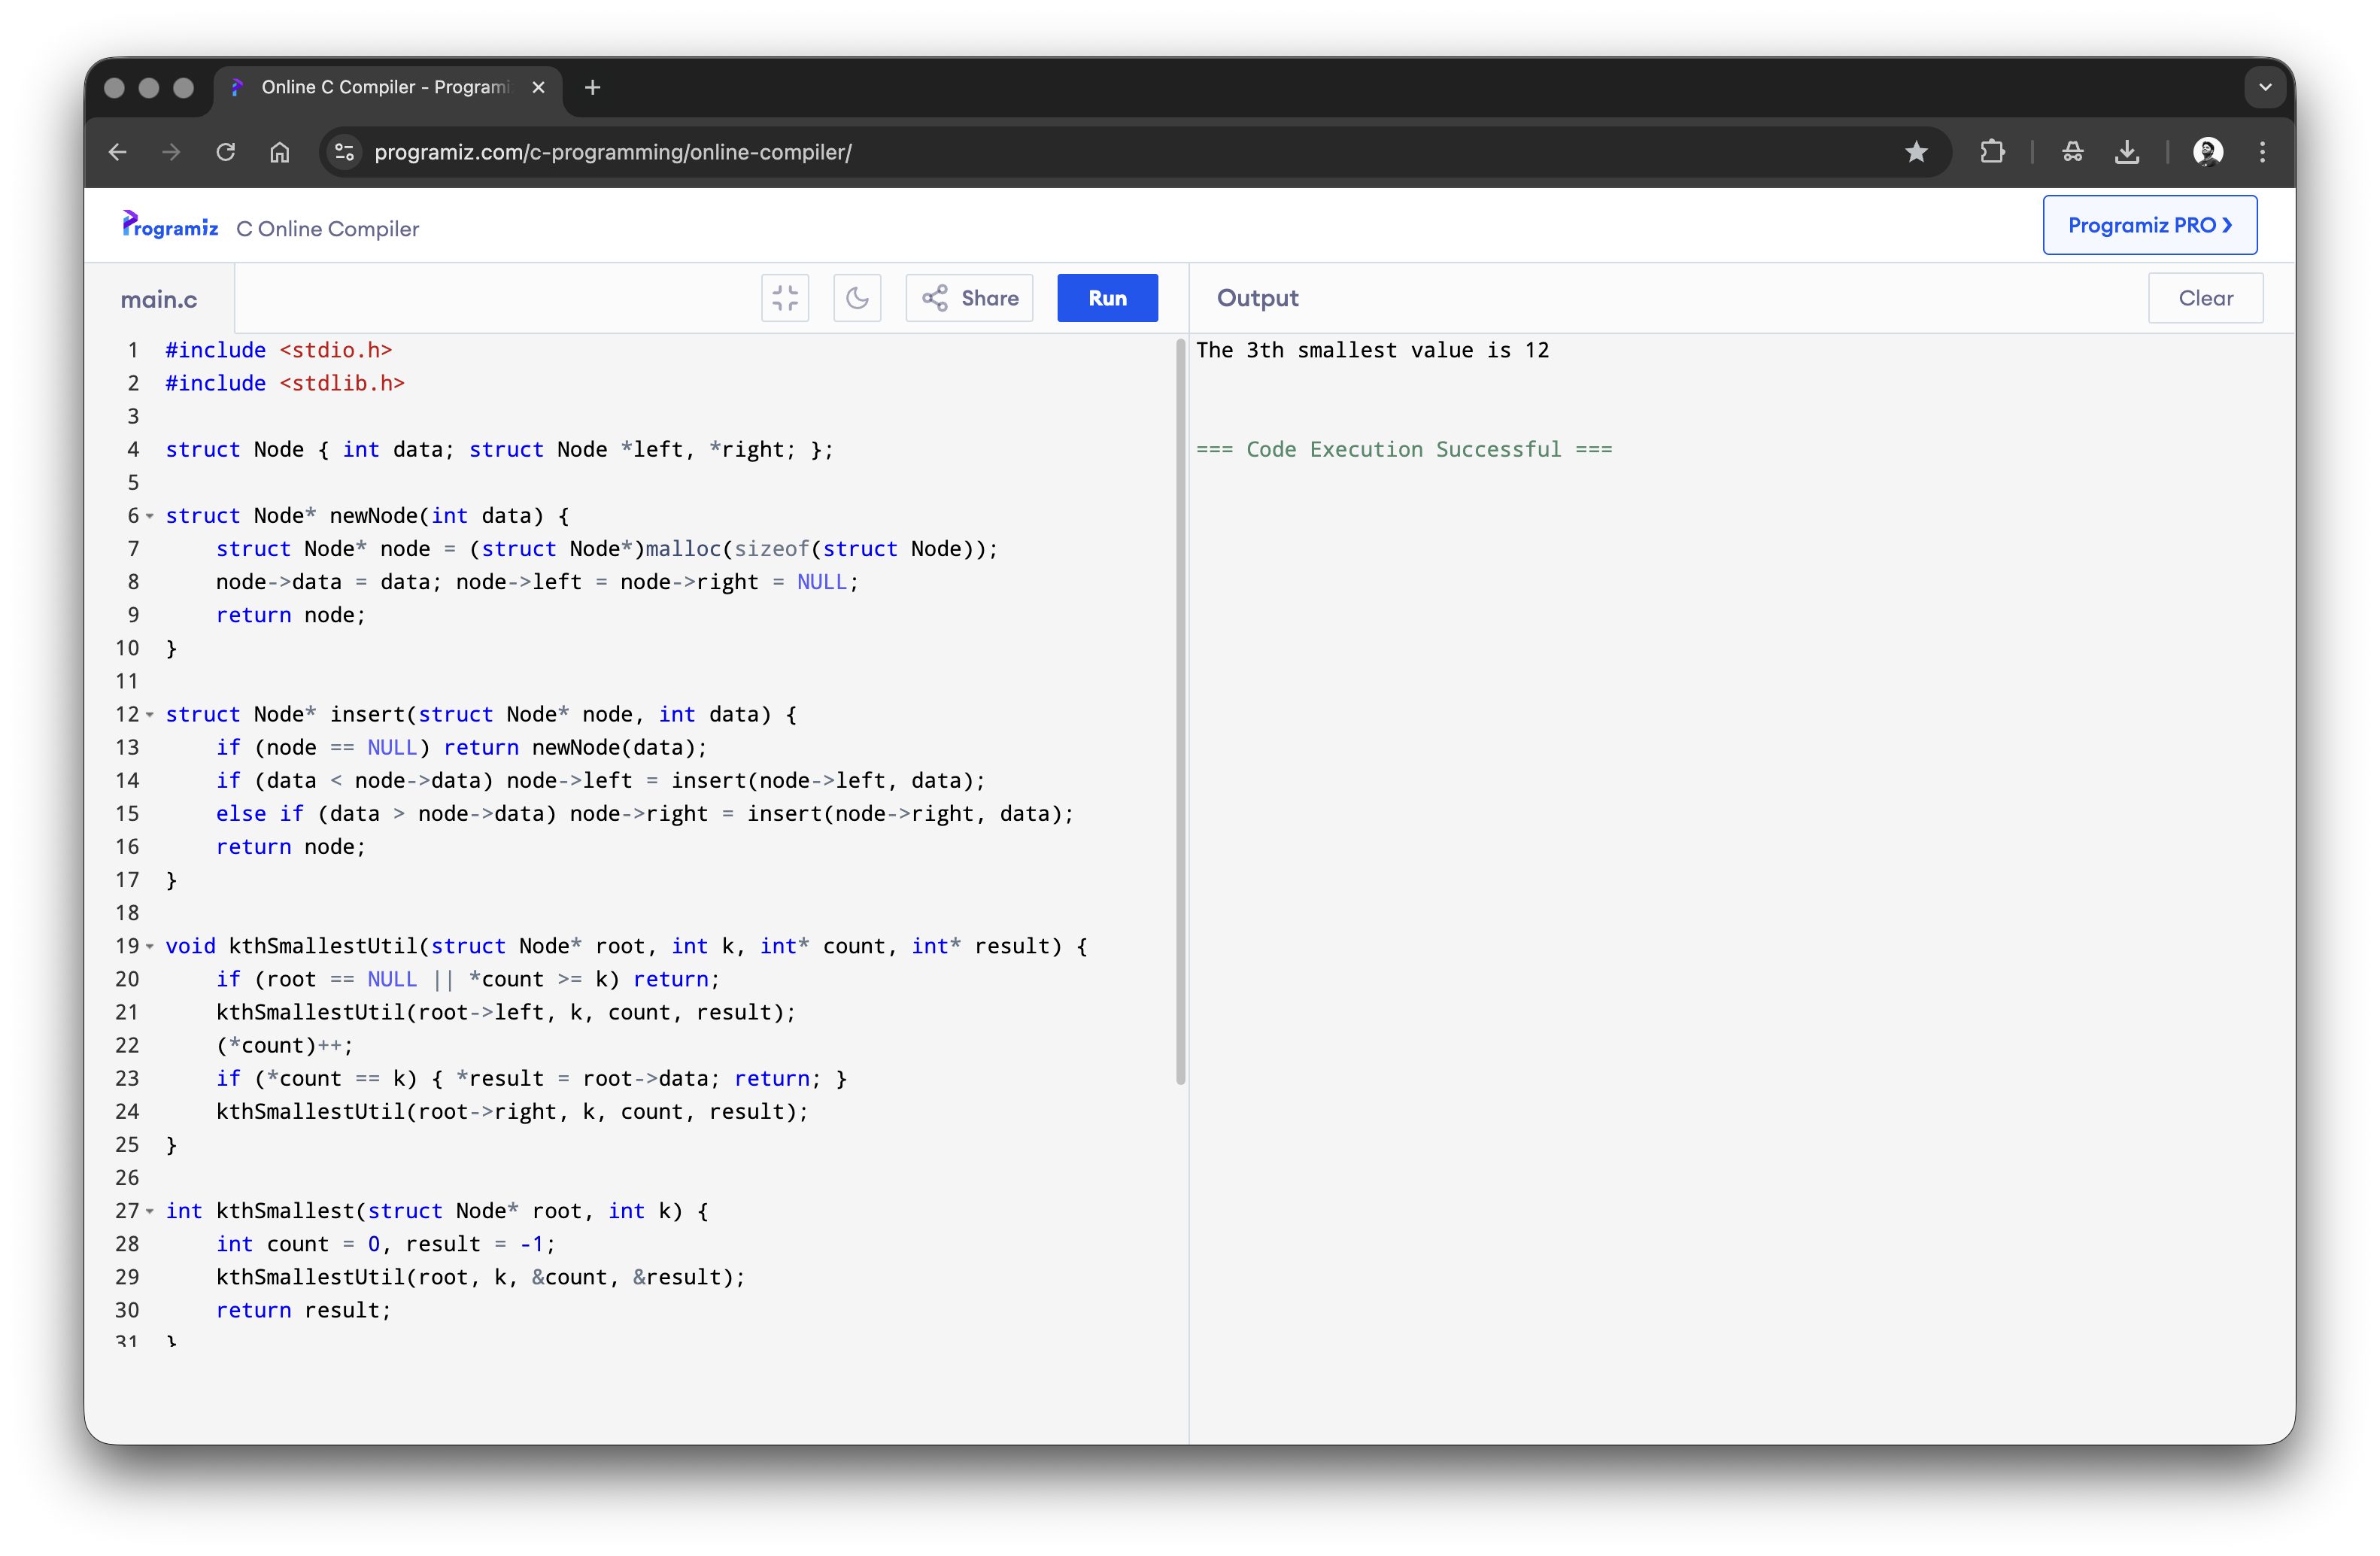 Online C Compiler - Programi
programiz.com/c-programming/online-compiler/
Programiz C Online Compiler
Programiz PRO ❯
main.c
Share
Run
Output
Clear
1 #include <stdio.h>
2 #include <stdlib.h>
3
4 struct Node { int data; struct Node *left, *right; };
5
6 struct Node* newNode(int data) {
7     struct Node* node = (struct Node*)malloc(sizeof(struct Node));
8     node->data = data; node->left = node->right = NULL;
9     return node;
10 }
11
12 struct Node* insert(struct Node* node, int data) {
13     if (node == NULL) return newNode(data);
14     if (data < node->data) node->left = insert(node->left, data);
15     else if (data > node->data) node->right = insert(node->right, data);
16     return node;
17 }
18
19 void kthSmallestUtil(struct Node* root, int k, int* count, int* result) {
20     if (root == NULL || *count >= k) return;
21     kthSmallestUtil(root->left, k, count, result);
22     (*count)++;
23     if (*count == k) { *result = root->data; return; }
24     kthSmallestUtil(root->right, k, count, result);
25 }
26
27 int kthSmallest(struct Node* root, int k) {
28     int count = 0, result = -1;
29     kthSmallestUtil(root, k, &count, &result);
30     return result;
31 }
The 3th smallest value is 12
=== Code Execution Successful ===